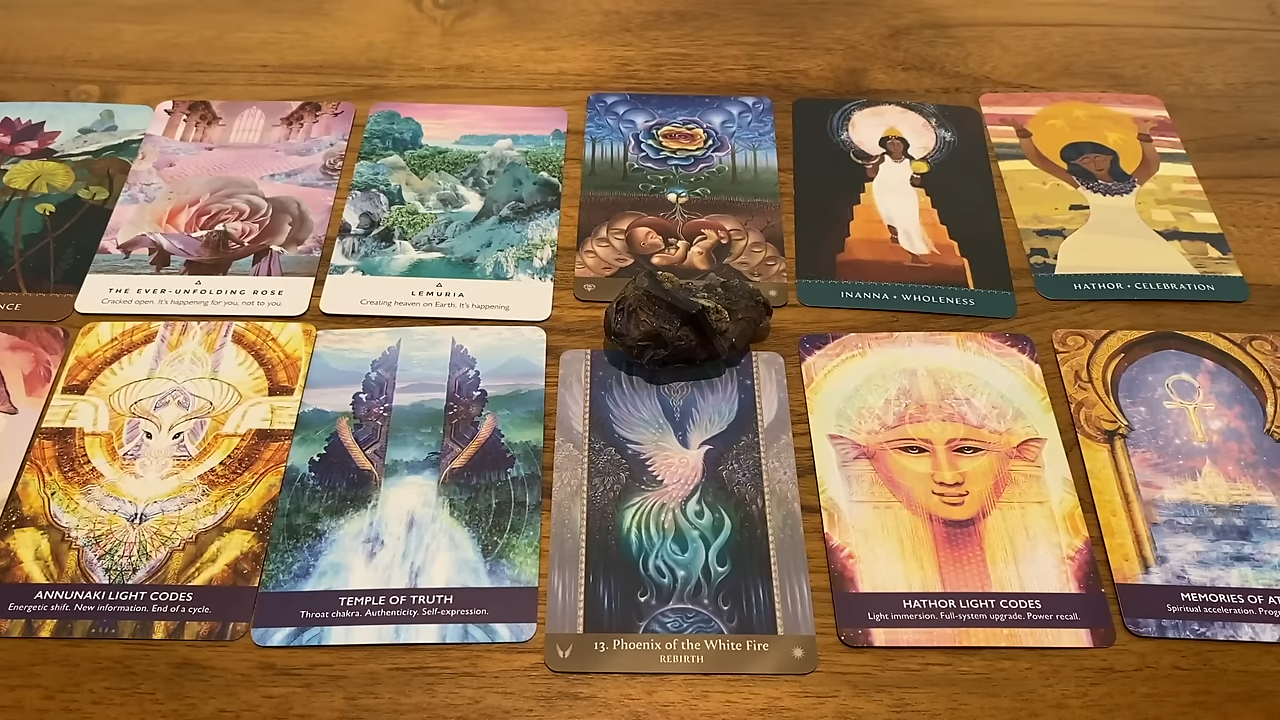 THE EVER-UNFOLDING ROSE
Cracked open. It's happening for you, not to you.
LEMURIA
Creating heaven on Earth. It's happening.
INANNA • WHOLENESS
HATHOR • CELEBRATION
ANNUNAKI LIGHT CODES
Energetic shift. New information. End of a cycle.
TEMPLE OF TRUTH
Throat chakra. Authenticity. Self-expression.
13. Phoenix of the White Fire
REBIRTH
HATHOR LIGHT CODES
Light immersion. Full-system upgrade. Power recall.
MEMORIES OF
Spiritual acceleration.